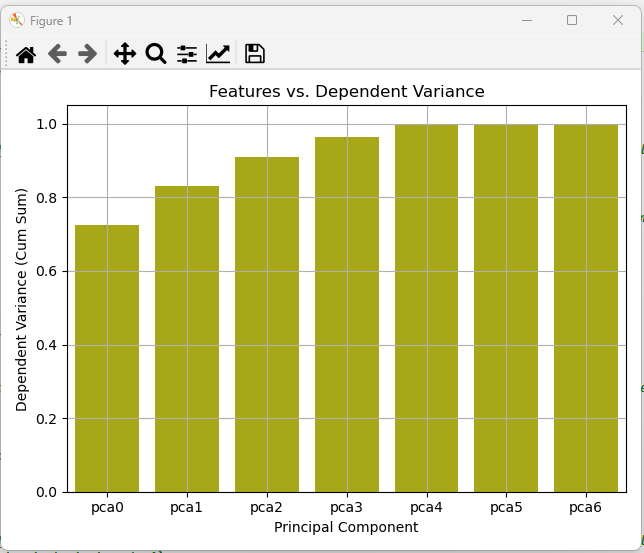 Figure 1
Features vs. Dependent Variance
1.0
0.8
0.6
0.4
0.2
0.0
Dependent Variance (Cum Sum)
pca0 pca1 pca2 pca3 pca4 pca5 pca6
Principal Component